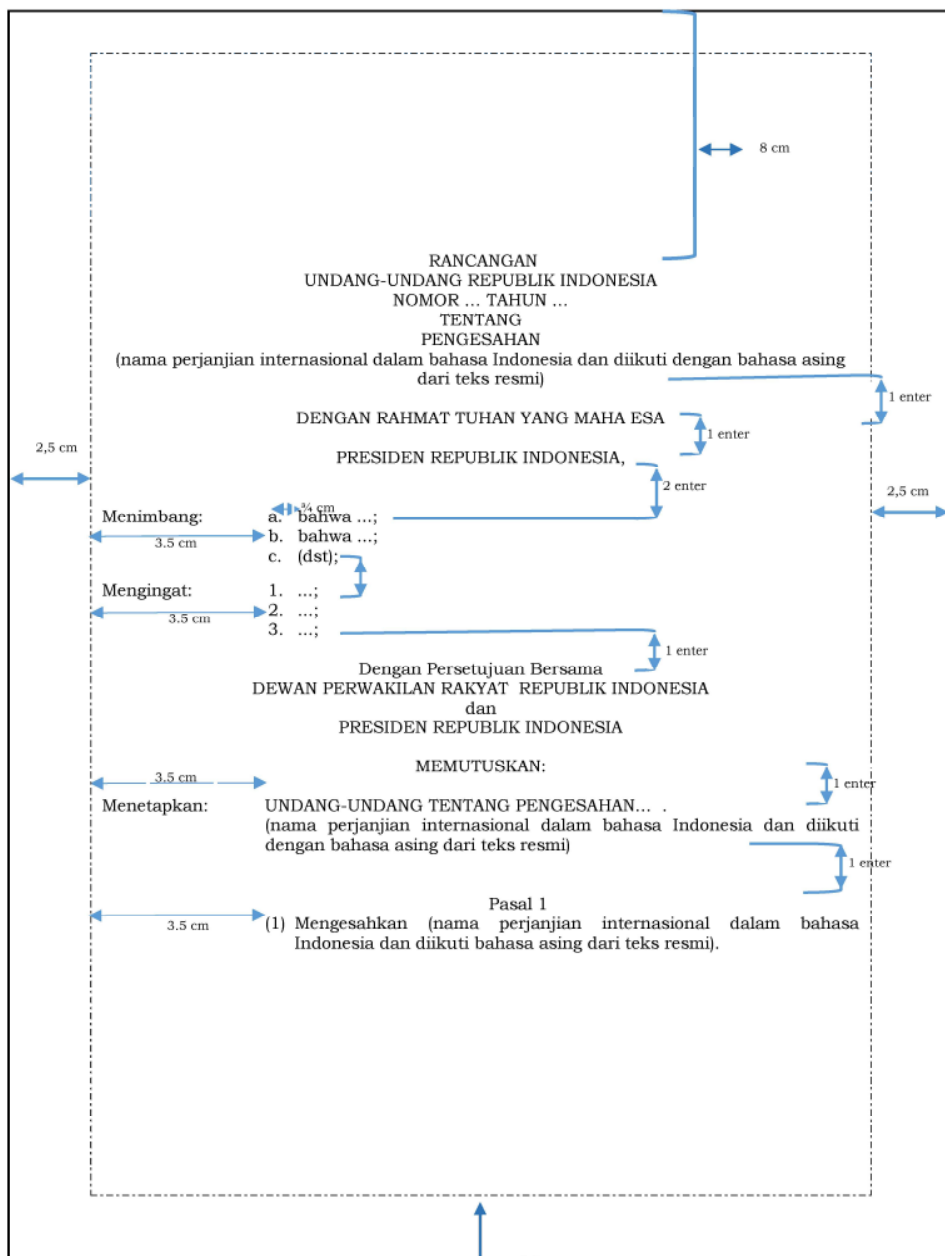 8 cm
RANCANGAN
UNDANG-UNDANG REPUBLIK INDONESIA
NOMOR ... TAHUN ...
TENTANG
PENGESAHAN
(nama perjanjian internasional dalam bahasa Indonesia dan diikuti dengan bahasa asing
dari teks resmi)
1 enter
DENGAN RAHMAT TUHAN YANG MAHA ESA
1 enter
2,5 cm
PRESIDEN REPUBLIK INDONESIA,
2 enter
2,5 cm
¾ cm
Menimbang: a. bahwa ...;
3.5 cm b. bahwa ...;
c. (dst);
Mengingat: 1. ...;
3.5 cm 2. ...;
3. ...;
1 enter
Dengan Persetujuan Bersama
DEWAN PERWAKILAN RAKYAT REPUBLIK INDONESIA
dan
PRESIDEN REPUBLIK INDONESIA
MEMUTUSKAN:
3.5 cm
1 enter
Menetapkan: UNDANG-UNDANG TENTANG PENGESAHAN... .
(nama perjanjian internasional dalam bahasa Indonesia dan diikuti
dengan bahasa asing dari teks resmi)
1 enter
Pasal 1
3.5 cm (1) Mengesahkan (nama perjanjian internasional dalam bahasa
Indonesia dan diikuti bahasa asing dari teks resmi).